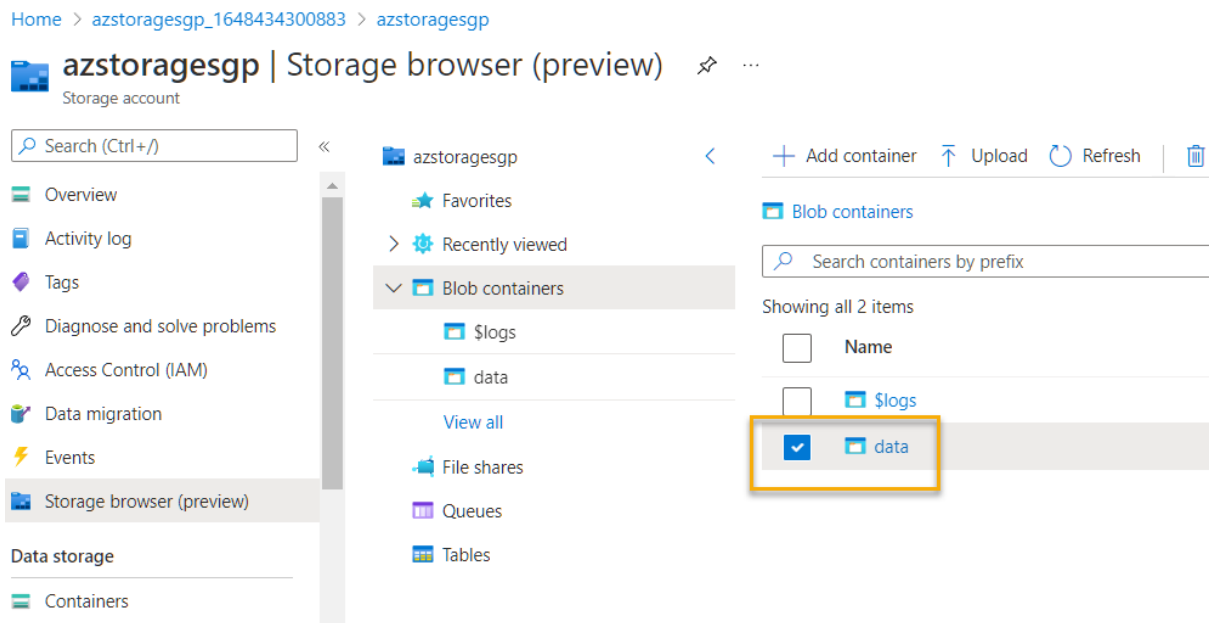 Home > azstoragesgp_1648434300883 > azstoragesgp
azstoragesgp | Storage browser (preview) ...
Storage account
Search (Ctrl+/) «
Overview
Activity log
Tags
Diagnose and solve problems
Access Control (IAM)
Data migration
Events
Storage browser (preview)
Data storage
Containers
azstoragesgp
Favorites
Recently viewed
Blob containers
$logs
data
View all
File shares
Queues
Tables
Add container Upload Refresh
Blob containers
Search containers by prefix
Showing all 2 items
Name
$logs
data